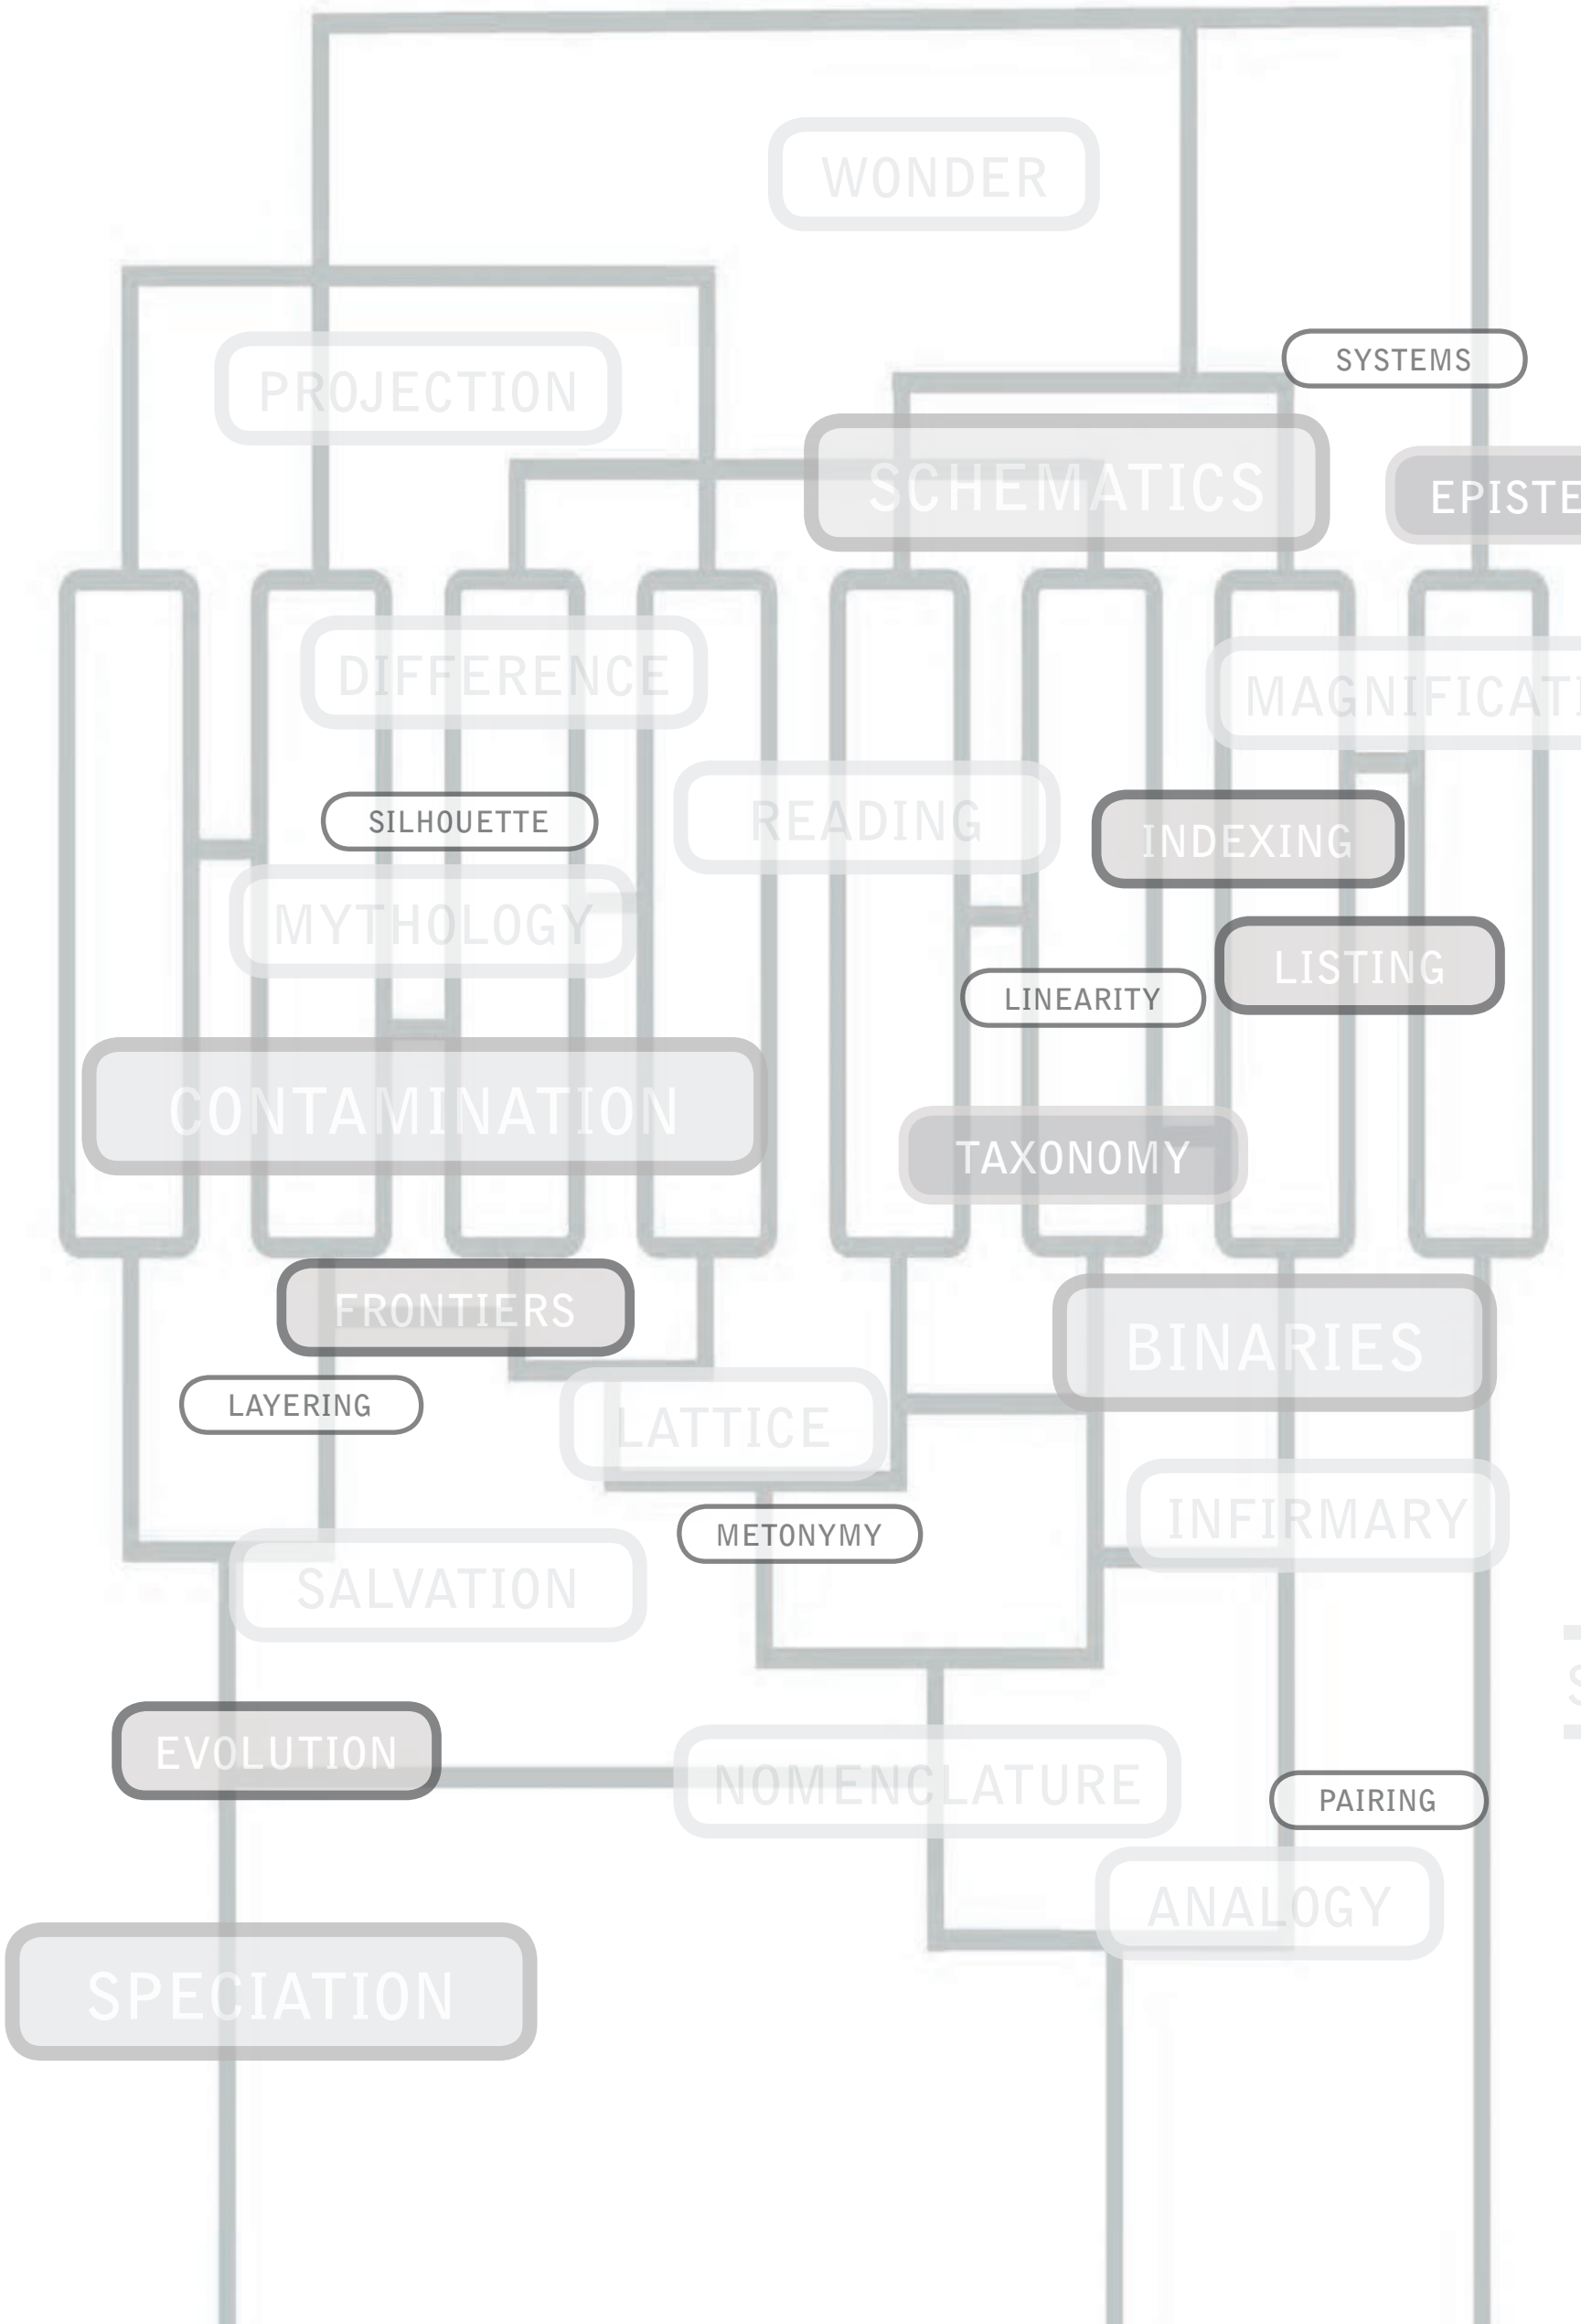 WONDER
SYSTEMS
PROJECTION
SCHEMATICS
EPISTE
DIFFERENCE
MAGNIFICATI
SILHOUETTE
READING
INDEXING
MYTHOLOGY
LISTING
LINEARITY
CONTAMINATION
TAXONOMY
FRONTIERS
BINARIES
LAYERING
LATTICE
INFIRMARY
METONYMY
SALVATION
S
EVOLUTION
NOMENCLATURE
PAIRING
ANALOGY
SPECIATION